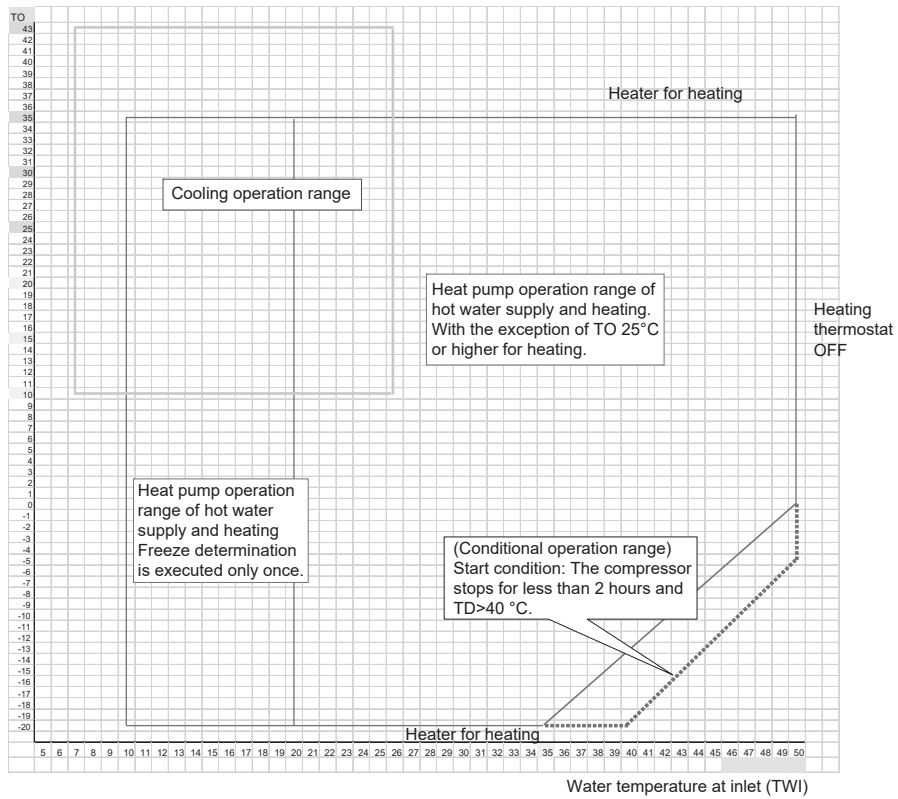 TO
43
42
41
40
39
38
37
36
35
34
33
32
31
30
29
28
27
26
25
24
23
22
21
20
19
18
17
16
15
14
13
12
11
10
9
8
7
6
5
4
3
2
1
0
-1
-2
-3
-4
-5
-6
-7
-8
-9
-10
-11
-12
-13
-14
-15
-16
-17
-18
-19
-20
Heater for heating
Cooling operation range
Heat pump operation range of
hot water supply and heating.
With the exception of TO 25°C
or higher for heating.
Heating
thermostat
OFF
Heat pump operation
range of hot water
supply and heating
Freeze determination
is executed only once.
(Conditional operation range)
Start condition: The compressor
stops for less than 2 hours and
TD>40 °C.
Heater for heating
5 6 7 8 9 10 11 12 13 14 15 16 17 18 19 20 21 22 23 24 25 26 27 28 29 30 31 32 33 34 35 36 37 38 39 40 41 42 43 44 45 46 47 48 49 50
Water temperature at inlet (TWI)